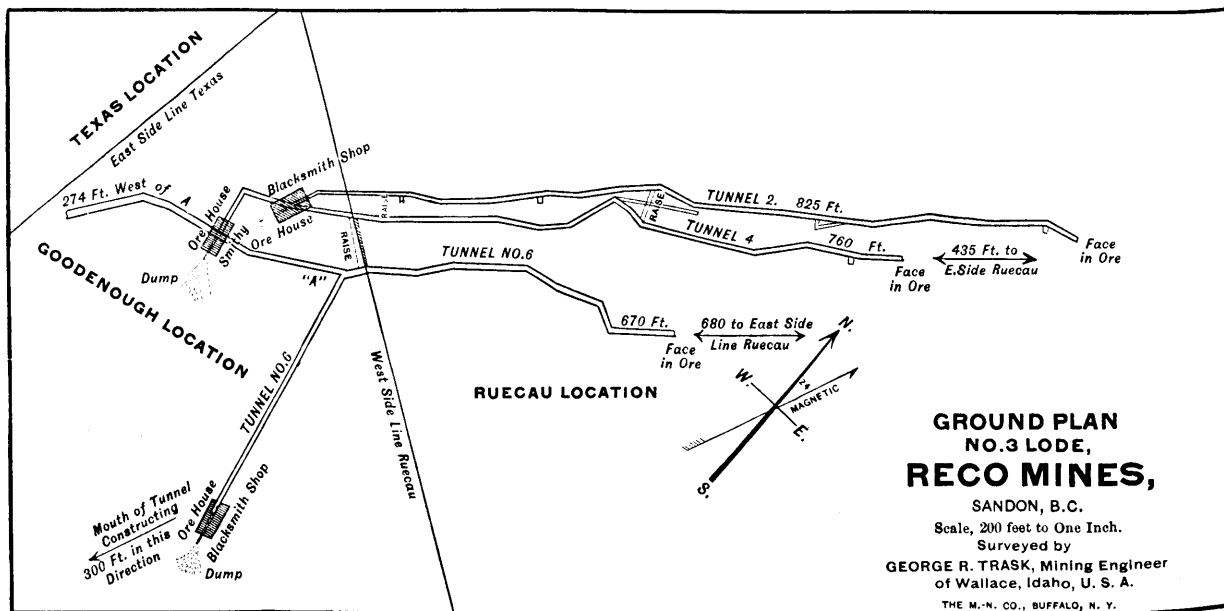 TEXAS LOCATION
East Side Line Texas
274 Ft. West of A
Ore House
Smithy
Blacksmith Shop
Ore House
Dump
GOODENOUGH LOCATION
RAISE
RAISE
RAISE
TUNNEL 2. 825 Ft.
TUNNEL 4 760 Ft.
Face
in Ore
Face
in Ore
435 Ft. to
E.Side Ruecau
"A"
TUNNEL NO.6
670 Ft.
Face
in Ore
680 to East Side
Line Ruecau
TUNNEL NO.6
West Side Line Ruecau
RUECAU LOCATION
N.
W.
24
MAGNETIC
E.
S.
Mouth of Tunnel
Constructing
300 Ft. in this
Direction
Ore House
Blacksmith Shop
Dump
GROUND PLAN
NO.3 LODE,
RECO MINES,
SANDON, B.C.
Scale, 200 feet to One Inch.
Surveyed by
GEORGE R. TRASK, Mining Engineer
of Wallace, Idaho, U. S. A.
THE M.-N. CO., BUFFALO, N. Y.